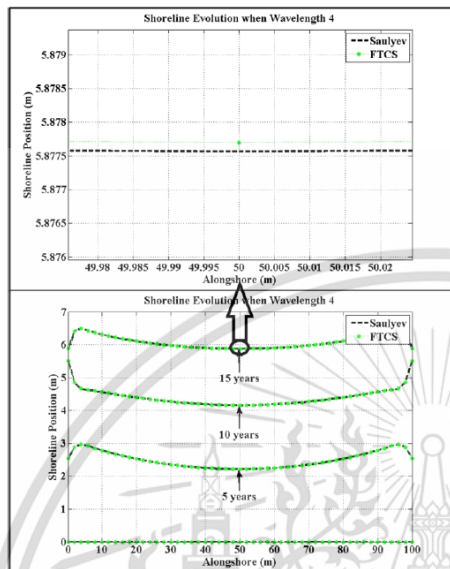 Shoreline Evolution when Wavelength 4
5.879
5.8785
5.878
5.8775
5.877
5.8765
5.876
Shoreline Position (m)
Saulyev
FTCS
49.98 49.985 49.99 49.995 50 50.005 50.01 50.015 50.02
Alongshore (m)
Shoreline Evolution when Wavelength 4
7
6
5
4
3
2
1
0
Shoreline Position (m)
Saulyev
FTCS
15 years
10 years
5 years
0 10 20 30 40 50 60 70 80 90 100
Alongshore (m)